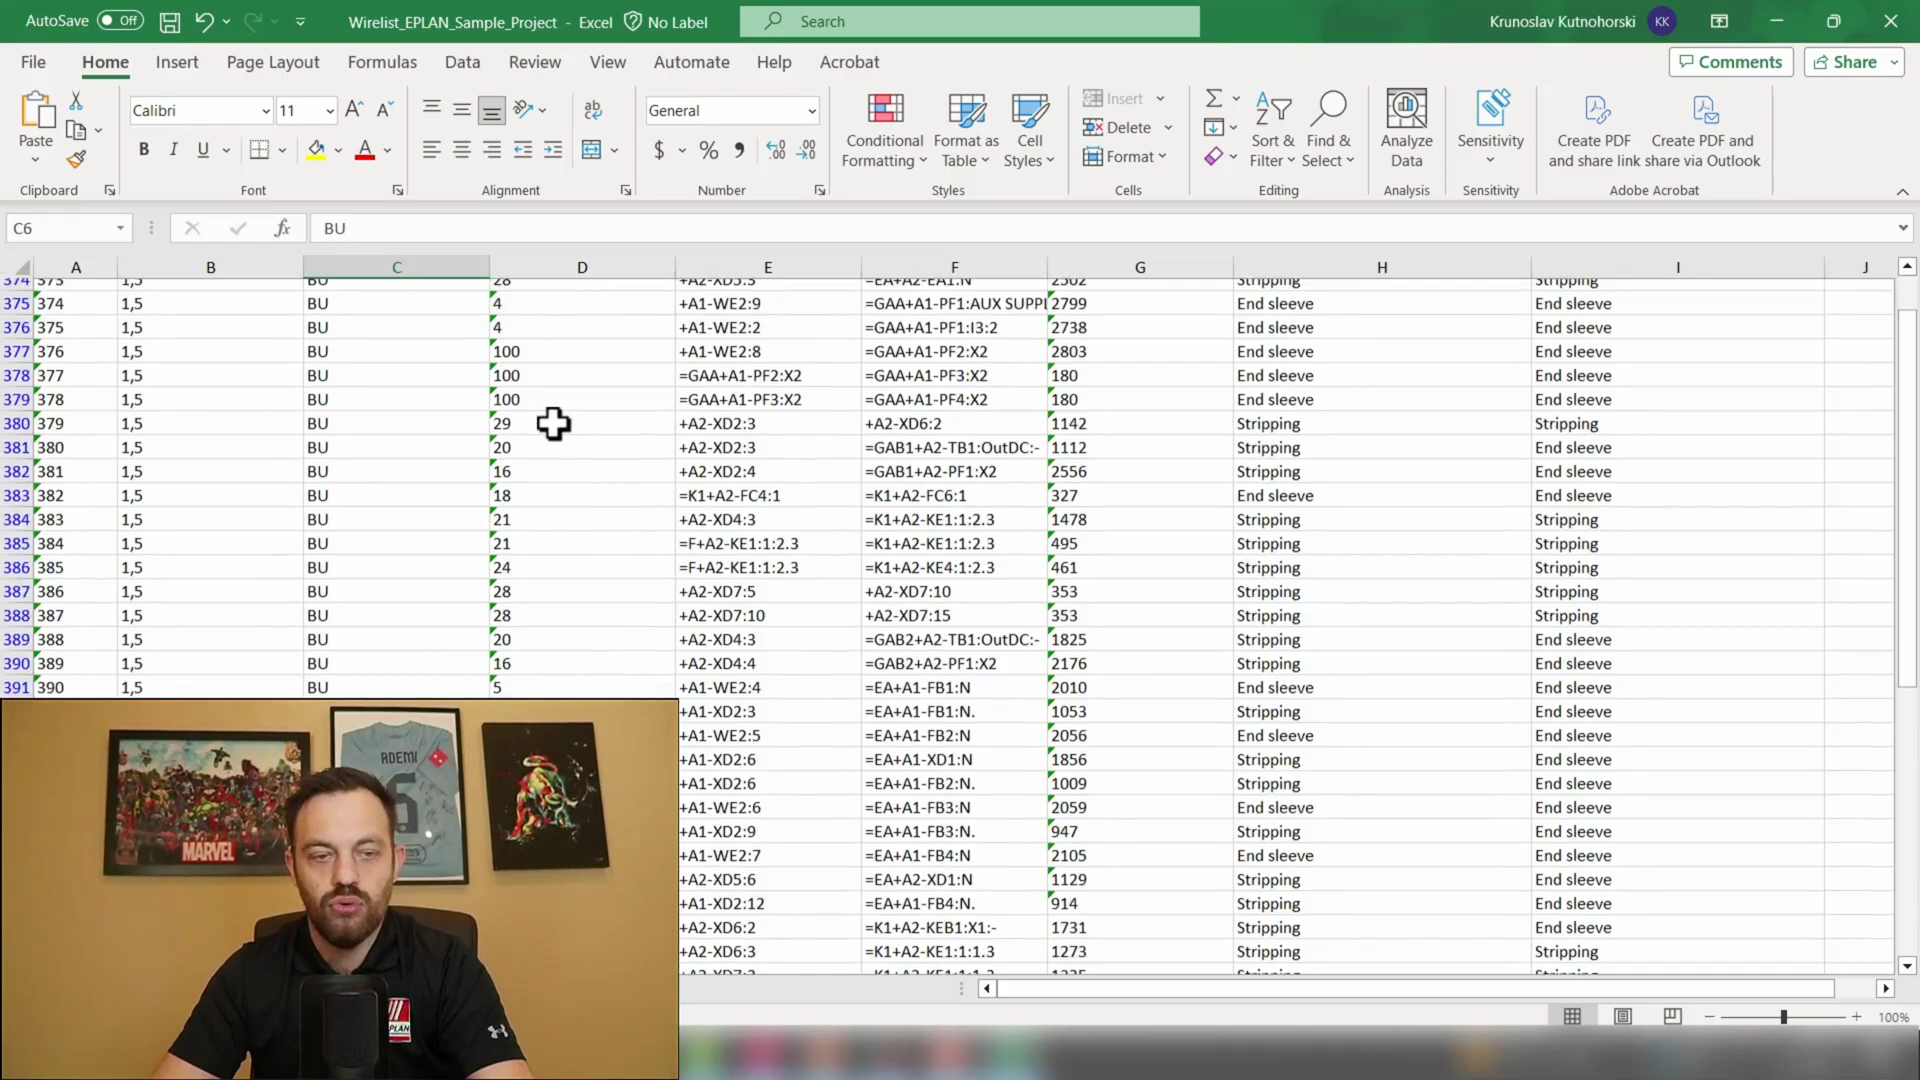 AutoSave Off Wirelist_EPLAN_Sample_Project - Excel No Label Search Krunoslav Kutnohorski KK
File Home Insert Page Layout Formulas Data Review View Automate Help Acrobat Comments Share
Paste Calibri 11 General Conditional Formatting Format as Table Cell Styles Insert Delete Format Sort & Filter Find & Select Analyze Data Sensitivity Create PDF and share link Create PDF and share via Outlook
Clipboard Font Alignment Number Styles Cells Editing Analysis Sensitivity Adobe Acrobat
C6 fx BU
A B C D E F G H I J
374 373 1,5 BU 28 +A2-XD5:3 =EA+A2-EA1:N 2502 Stripping Stripping
375 374 1,5 BU 4 +A1-WE2:9 =GAA+A1-PF1:AUX SUPPL 2799 End sleeve End sleeve
376 375 1,5 BU 4 +A1-WE2:2 =GAA+A1-PF1:I3:2 2738 End sleeve End sleeve
377 376 1,5 BU 100 +A1-WE2:8 =GAA+A1-PF2:X2 2803 End sleeve End sleeve
378 377 1,5 BU 100 =GAA+A1-PF2:X2 =GAA+A1-PF3:X2 180 End sleeve End sleeve
379 378 1,5 BU 100 =GAA+A1-PF3:X2 =GAA+A1-PF4:X2 180 End sleeve End sleeve
380 379 1,5 BU 29 +A2-XD2:3 +A2-XD6:2 1142 Stripping Stripping
381 380 1,5 BU 20 +A2-XD2:3 =GAB1+A2-TB1:OutDC:- 1112 Stripping End sleeve
382 381 1,5 BU 16 +A2-XD2:4 =GAB1+A2-PF1:X2 2556 Stripping End sleeve
383 382 1,5 BU 18 =K1+A2-FC4:1 =K1+A2-FC6:1 327 End sleeve End sleeve
384 383 1,5 BU 21 +A2-XD4:3 =K1+A2-KE1:1:2.3 1478 Stripping Stripping
385 384 1,5 BU 21 =F+A2-KE1:1:2.3 =K1+A2-KE1:1:2.3 495 Stripping Stripping
386 385 1,5 BU 24 =F+A2-KE1:1:2.3 =K1+A2-KE4:1:2.3 461 Stripping Stripping
387 386 1,5 BU 28 +A2-XD7:5 +A2-XD7:10 353 Stripping Stripping
388 387 1,5 BU 28 +A2-XD7:10 +A2-XD7:15 353 Stripping Stripping
389 388 1,5 BU 20 +A2-XD4:3 =GAB2+A2-TB1:OutDC:- 1825 Stripping End sleeve
390 389 1,5 BU 16 +A2-XD4:4 =GAB2+A2-PF1:X2 2176 Stripping End sleeve
391 390 1,5 BU 5 +A1-WE2:4 =EA+A1-FB1:N 2010 End sleeve End sleeve
+A1-XD2:3 =EA+A1-FB1:N. 1053 Stripping End sleeve
+A1-WE2:5 =EA+A1-FB2:N 2056 End sleeve End sleeve
+A1-XD2:6 =EA+A1-XD1:N 1856 Stripping End sleeve
+A1-XD2:6 =EA+A1-FB2:N. 1009 Stripping End sleeve
+A1-WE2:6 =EA+A1-FB3:N 2059 End sleeve End sleeve
+A1-XD2:9 =EA+A1-FB3:N. 947 Stripping End sleeve
+A1-WE2:7 =EA+A1-FB4:N 2105 End sleeve End sleeve
+A2-XD5:6 =EA+A2-XD1:N 1129 Stripping End sleeve
+A1-XD2:12 =EA+A1-FB4:N. 914 Stripping End sleeve
+A2-XD6:2 =K1+A2-KEB1:X1:- 1731 Stripping End sleeve
+A2-XD6:3 =K1+A2-KE1:1:1.3 1273 Stripping Stripping
100%
ADEMI
6
MARVEL
PLAN